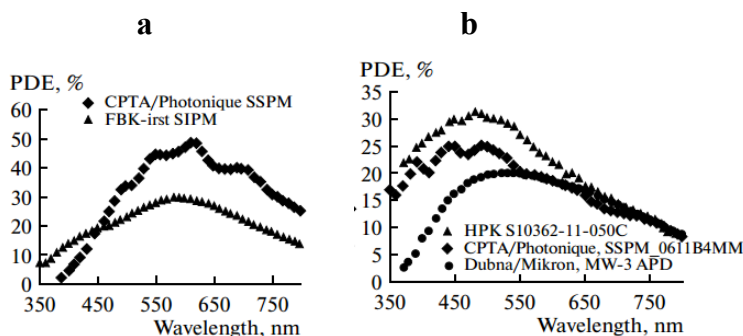 a
PDE, %
60
50
40
30
20
10
0
350 450 550 650 750
Wavelength, nm
CPTA/Photonique SSPM
FBK-irst SIPM
b
PDE, %
35
30
25
20
15
10
5
0
350 450 550 650 750
Wavelength, nm
HPK S10362-11-050C
CPTA/Photonique, SSPM_0611B4MM
Dubna/Mikron, MW-3 APD